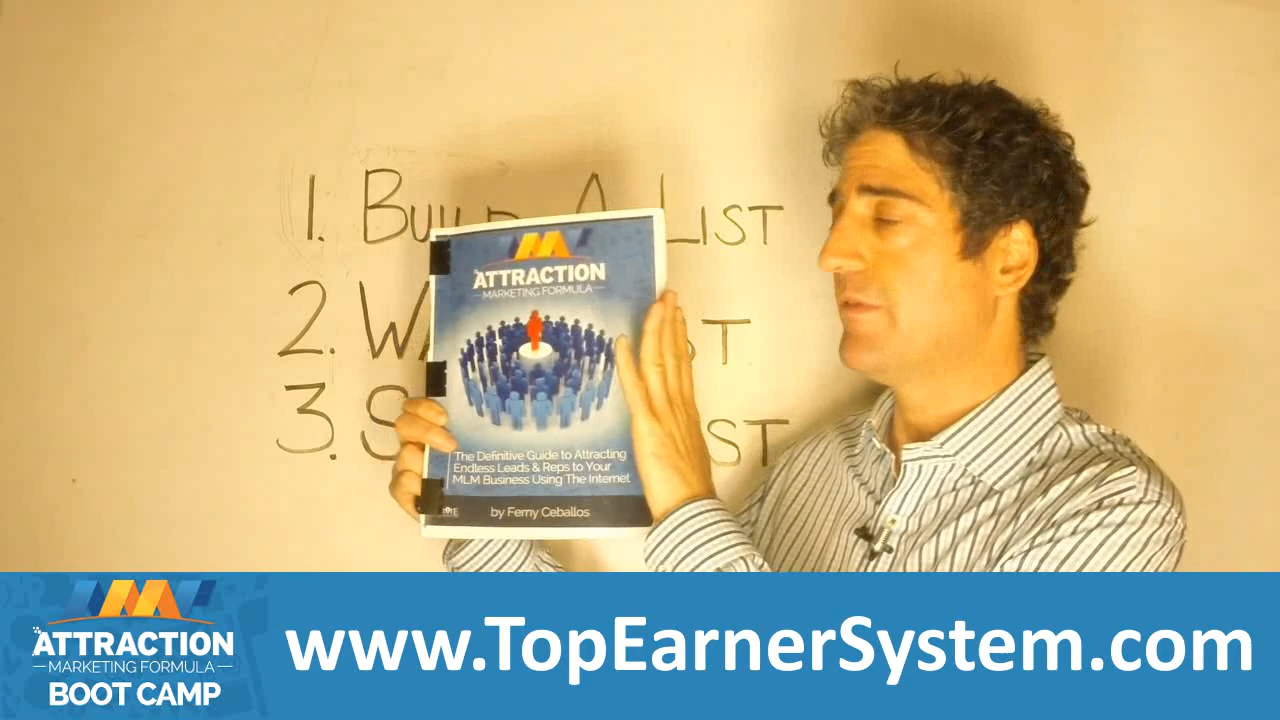 1. BUILD A LIST
2. W ST
3. S ST
ATTRACTION
MARKETING FORMULA
The Definitive Guide to Attracting
Endless Leads & Reps to Your
MLM Business Using The Internet
by Ferny Ceballos
ATTRACTION
MARKETING FORMULA
BOOT CAMP
www.TopEarnerSystem.com